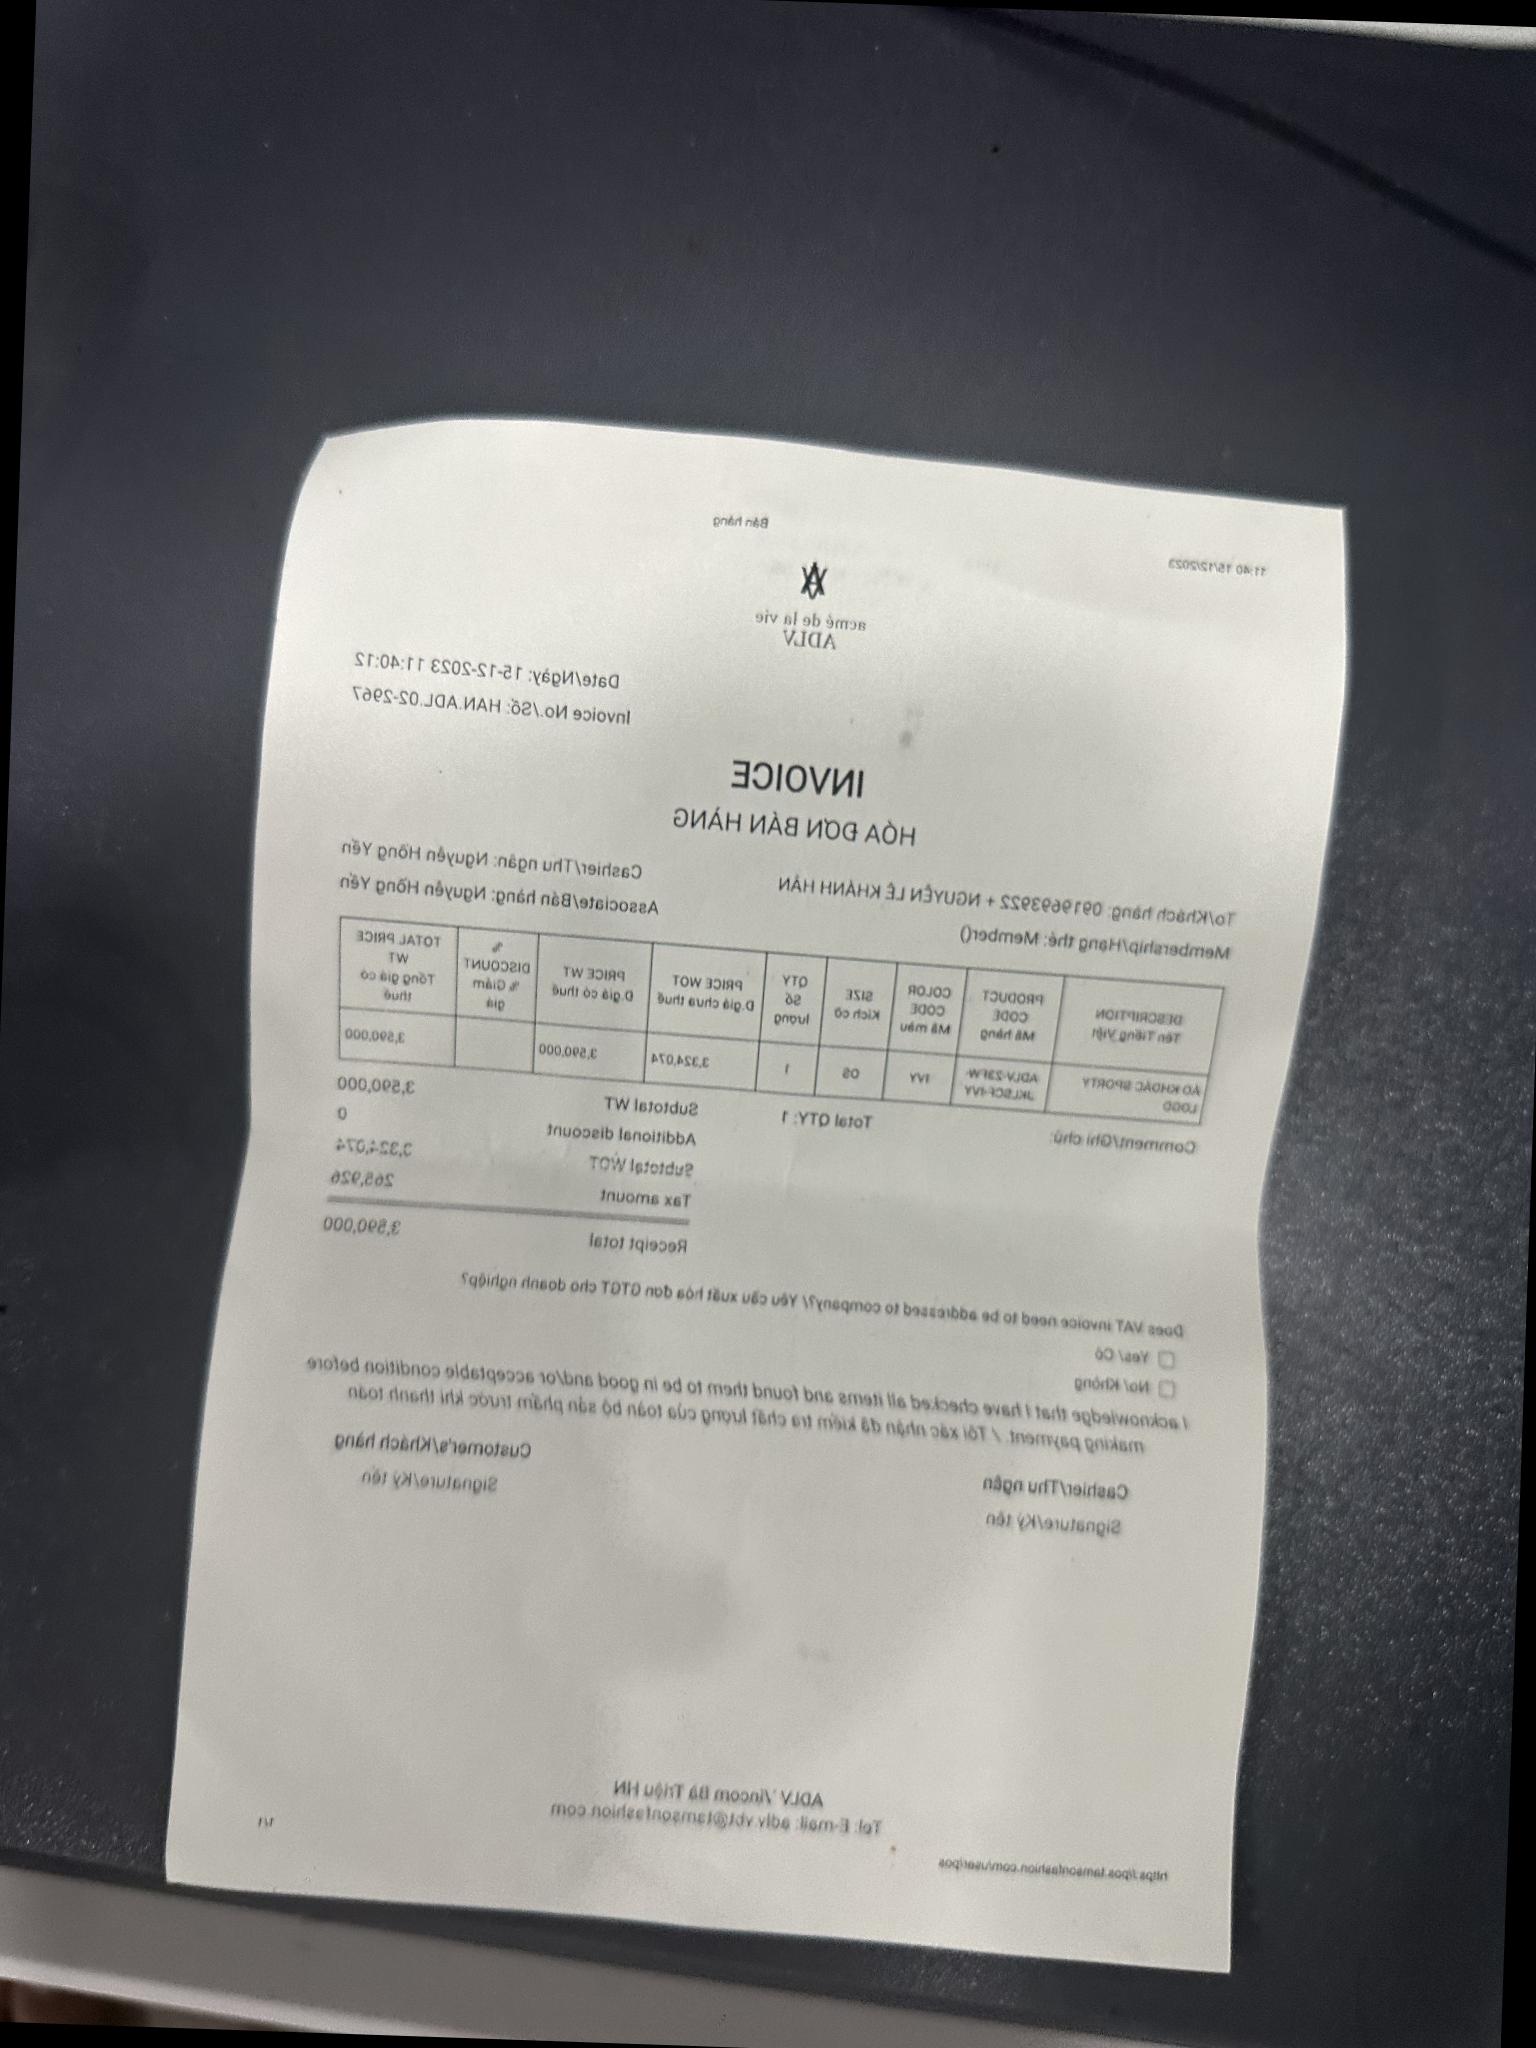 11:40 15/12/2023
Bán hàng
acmé de la vie
ADLV
Date/Ngày: 15-12-2023 11:40:12
Invoice No./Số: HAN.ADL.02-2967
INVOICE
HÓA ĐƠN BÁN HÀNG
To/Khách hàng: 0919693922 + NGUYỄN LÊ KHÁNH HÂN
Cashier/Thu ngân: Nguyễn Hồng Yến
Membership/Hạng thẻ: Member()
Associate/Bán hàng: Nguyễn Hồng Yến
DESCRIPTION Tên Tiếng Việt
PRODUCT CODE Mã hàng
COLOR CODE Mã màu
SIZE Kích cỡ
QTY Số lượng
PRICE WOT Đ.giá chưa thuế
PRICE WT Đ.giá có thuế
% DISCOUNT % Giảm giá
TOTAL PRICE WT Tổng giá có thuế
ÁO KHOÁC SPORTY LOGO
ADLV-23FW-JKLSCF-IVY
IVY
OS
1
3,324,074
3,590,000
3,590,000
Comment/Ghi chú:
Total QTY: 1
Subtotal WT 3,590,000
Additional discount 0
Subtotal WOT 3,324,074
Tax amount 265,926
Receipt total 3,590,000
Does VAT invoice need to be addressed to company?/ Yêu cầu xuất hóa đơn GTGT cho doanh nghiệp?
Yes/ Có
No/ Không
I acknowledge that I have checked all items and found them to be in good and/or acceptable condition before
making payment. / Tôi xác nhận đã kiểm tra chất lượng của toàn bộ sản phẩm trước khi thanh toán
Cashier/Thu ngân
Signature/Ký tên
Customer's/Khách hàng
Signature/Ký tên
ADLV Vincom Bà Triệu HN
Tel: E-mail: adlv.vbt@tamsonfashion.com
https://pos.tamsonfashion.com/user/pos
1/1